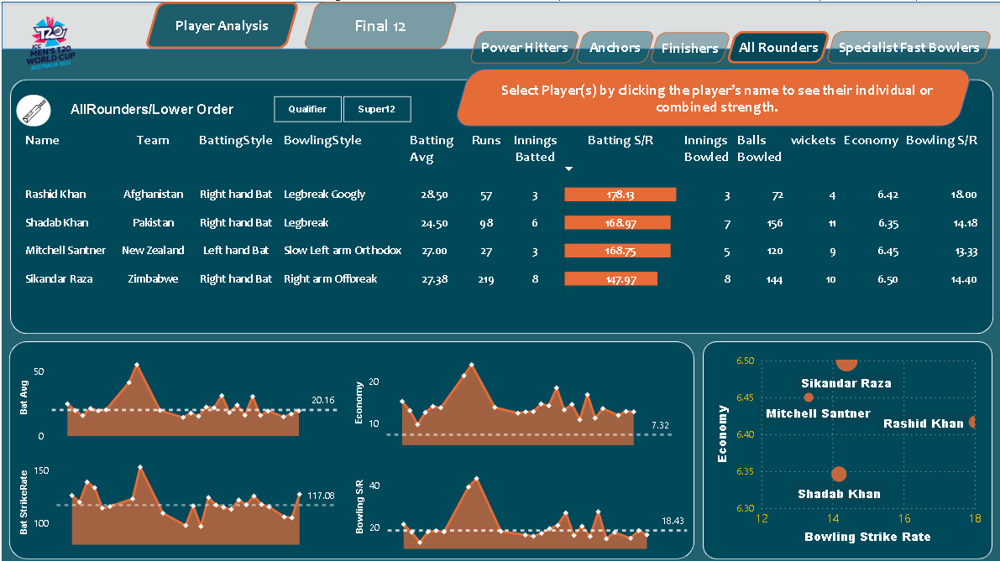 Player Analysis
Final 12
T20
ICC
MEN'S T20
WORLD CUP
AUSTRALIA 2022
Power Hitters
Anchors
Finishers
All Rounders
Specialist Fast Bowlers
Select Player(s) by clicking the player's name to see their individual or
combined strength.
AllRounders/Lower Order
Qualifier
Super12
Name Team BattingStyle BowlingStyle Batting Avg Runs Innings Batted Batting S/R Innings Bowled Balls Bowled wickets Economy Bowling S/R
Rashid Khan Afghanistan Right hand Bat Legbreak Googly 28.50 57 3 178.13 3 72 4 6.42 18.00
Shadab Khan Pakistan Right hand Bat Legbreak 24.50 98 6 168.97 7 156 11 6.35 14.18
Mitchell Santner New Zealand Left hand Bat Slow Left arm Orthodox 27.00 27 3 168.75 5 120 9 6.45 13.33
Sikandar Raza Zimbabwe Right hand Bat Right arm Offbreak 27.38 219 8 147.97 8 144 10 6.50 14.40
Bat Avg
50
0
20.16
Economy
20
10
7.32
Bat StrikeRate
150
100
117.08
Bowling S/R
40
20
18.43
Economy
6.50
6.45
6.40
6.35
6.30
Sikandar Raza
Mitchell Santner
Rashid Khan
Shadab Khan
12 14 16 18
Bowling Strike Rate